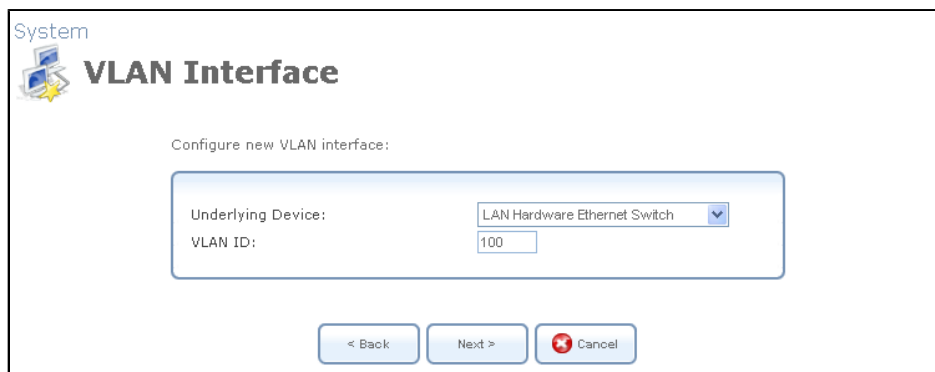 System
VLAN Interface
Configure new VLAN interface:
Underlying Device: LAN Hardware Ethernet Switch
VLAN ID: 100
< Back Next > Cancel